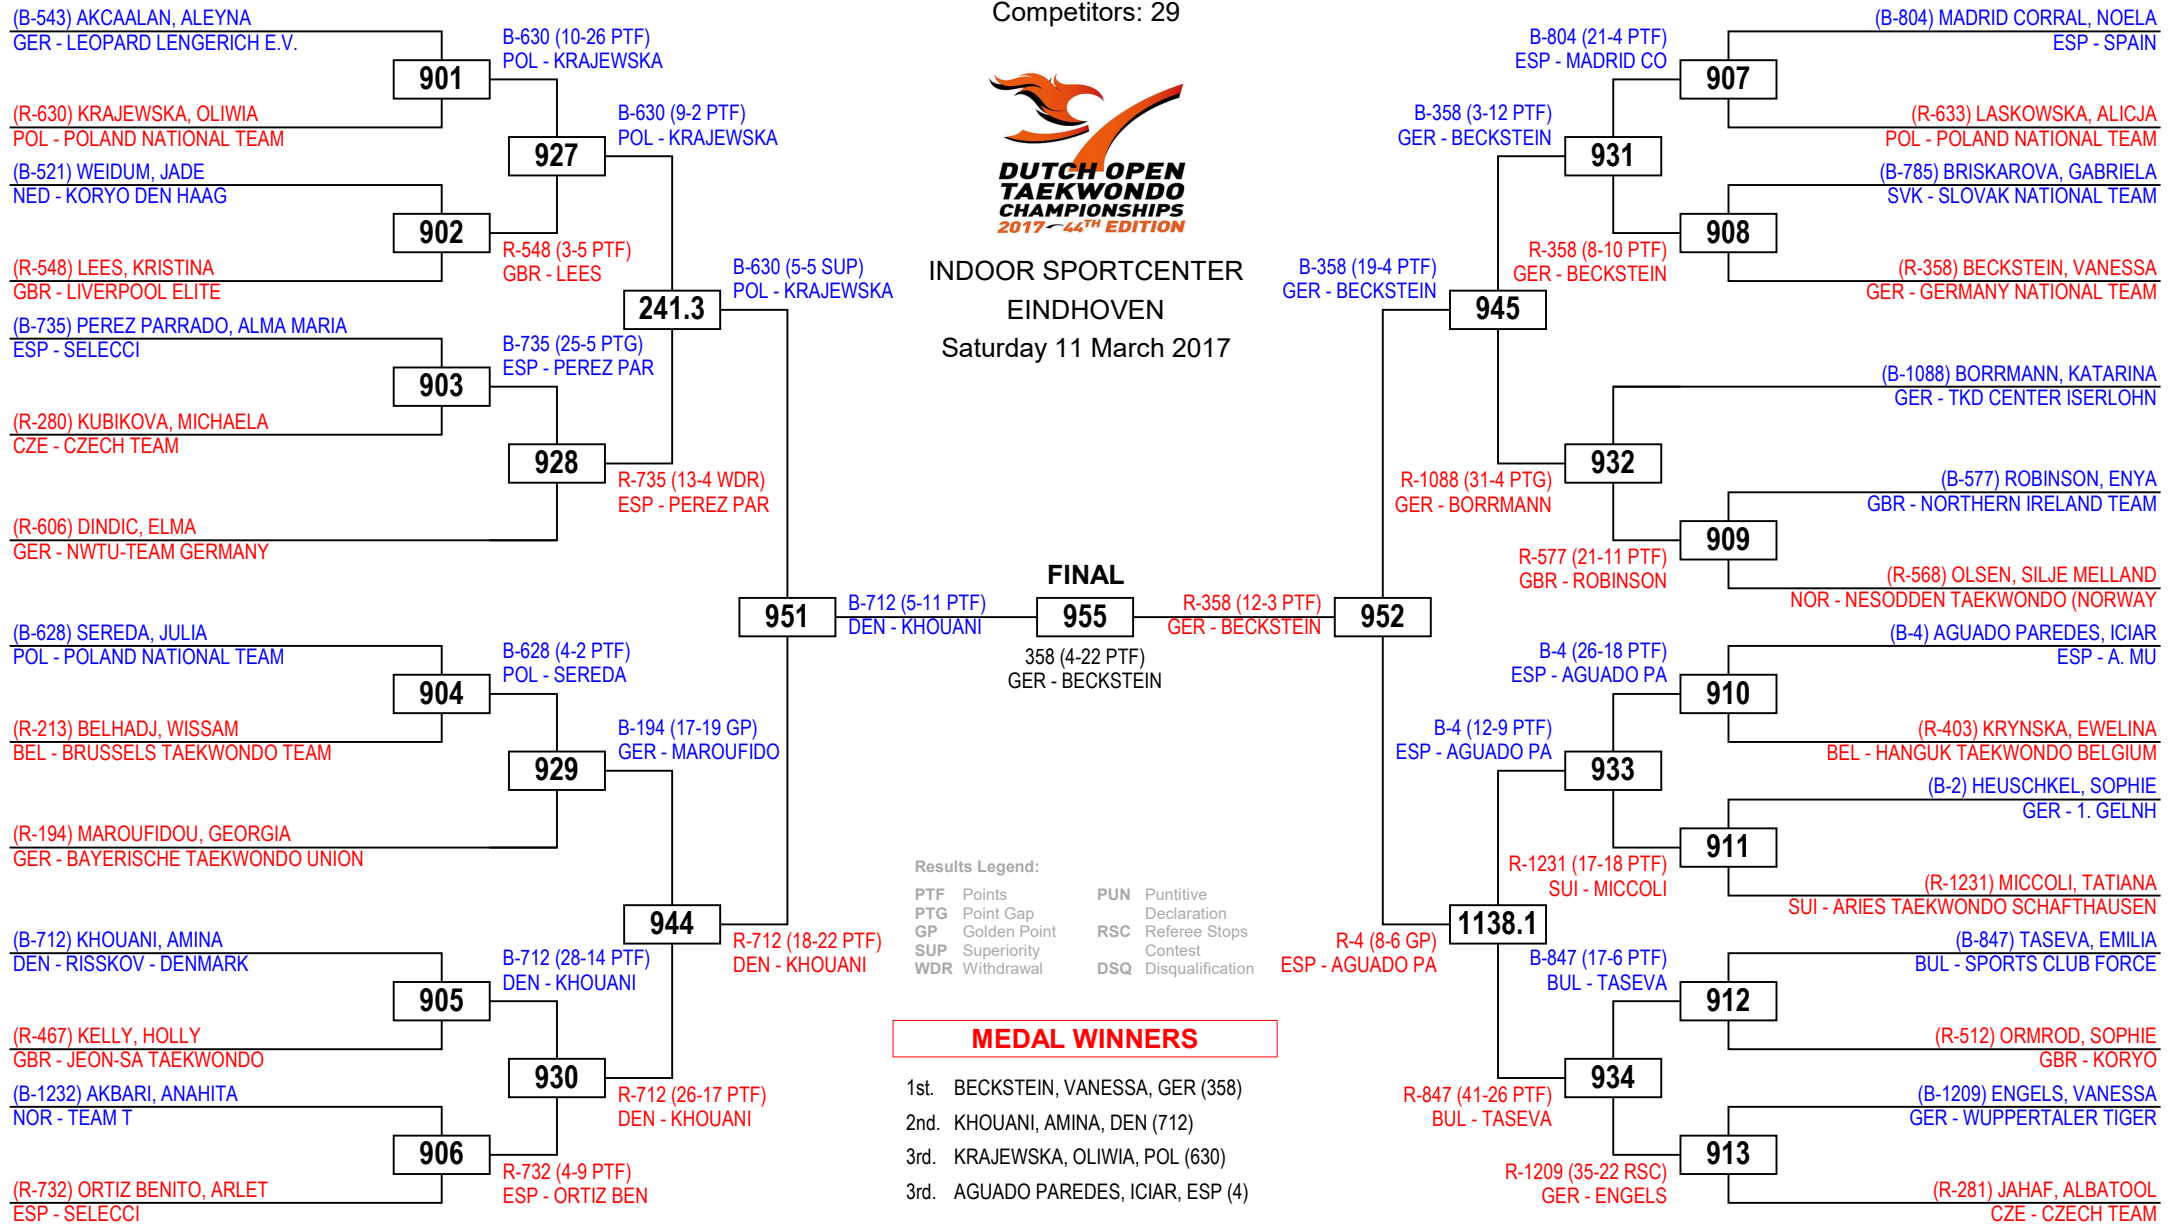 Competitors: 29
DUTCH OPEN
TAEKWONDO
CHAMPIONSHIPS
2017 44TH EDITION
INDOOR SPORTCENTER
EINDHOVEN
Saturday 11 March 2017
(B-543) AKCAALAN, ALEYNA
GER - LEOPARD LENGERICH E.V.
901
(R-630) KRAJEWSKA, OLIWIA
POL - POLAND NATIONAL TEAM
(B-521) WEIDUM, JADE
NED - KORYO DEN HAAG
902
(R-548) LEES, KRISTINA
GBR - LIVERPOOL ELITE
(B-735) PEREZ PARRADO, ALMA MARIA
ESP - SELECCI
903
(R-280) KUBIKOVA, MICHAELA
CZE - CZECH TEAM
(R-606) DINDIC, ELMA
GER - NWTU-TEAM GERMANY
(B-628) SEREDA, JULIA
POL - POLAND NATIONAL TEAM
904
(R-213) BELHADJ, WISSAM
BEL - BRUSSELS TAEKWONDO TEAM
(R-194) MAROUFIDOU, GEORGIA
GER - BAYERISCHE TAEKWONDO UNION
(B-712) KHOUANI, AMINA
DEN - RISSKOV - DENMARK
905
(R-467) KELLY, HOLLY
GBR - JEON-SA TAEKWONDO
(B-1232) AKBARI, ANAHITA
NOR - TEAM T
906
(R-732) ORTIZ BENITO, ARLET
ESP - SELECCI
B-630 (10-26 PTF)
POL - KRAJEWSKA
927
R-548 (3-5 PTF)
GBR - LEES
B-735 (25-5 PTG)
ESP - PEREZ PAR
928
B-628 (4-2 PTF)
POL - SEREDA
929
B-712 (28-14 PTF)
DEN - KHOUANI
930
R-732 (4-9 PTF)
ESP - ORTIZ BEN
B-630 (9-2 PTF)
POL - KRAJEWSKA
241.3
R-735 (13-4 WDR)
ESP - PEREZ PAR
B-194 (17-19 GP)
GER - MAROUFIDO
944
R-712 (26-17 PTF)
DEN - KHOUANI
B-630 (5-5 SUP)
POL - KRAJEWSKA
951
R-712 (18-22 PTF)
DEN - KHOUANI
B-712 (5-11 PTF)
DEN - KHOUANI
FINAL
955
358 (4-22 PTF)
GER - BECKSTEIN
R-358 (12-3 PTF)
GER - BECKSTEIN
952
B-358 (19-4 PTF)
GER - BECKSTEIN
R-4 (8-6 GP)
ESP - AGUADO PA
B-358 (3-12 PTF)
GER - BECKSTEIN
945
R-1088 (31-4 PTG)
GER - BORRMANN
B-4 (12-9 PTF)
ESP - AGUADO PA
1138.1
R-847 (41-26 PTF)
BUL - TASEVA
B-804 (21-4 PTF)
ESP - MADRID CO
931
R-358 (8-10 PTF)
GER - BECKSTEIN
932
R-577 (21-11 PTF)
GBR - ROBINSON
B-4 (26-18 PTF)
ESP - AGUADO PA
933
R-1231 (17-18 PTF)
SUI - MICCOLI
B-847 (17-6 PTF)
BUL - TASEVA
934
R-1209 (35-22 RSC)
GER - ENGELS
(B-804) MADRID CORRAL, NOELA
ESP - SPAIN
907
(R-633) LASKOWSKA, ALICJA
POL - POLAND NATIONAL TEAM
(B-785) BRISKAROVA, GABRIELA
SVK - SLOVAK NATIONAL TEAM
908
(R-358) BECKSTEIN, VANESSA
GER - GERMANY NATIONAL TEAM
(B-1088) BORRMANN, KATARINA
GER - TKD CENTER ISERLOHN
(B-577) ROBINSON, ENYA
GBR - NORTHERN IRELAND TEAM
909
(R-568) OLSEN, SILJE MELLAND
NOR - NESODDEN TAEKWONDO (NORWAY
(B-4) AGUADO PAREDES, ICIAR
ESP - A. MU
910
(R-403) KRYNSKA, EWELINA
BEL - HANGUK TAEKWONDO BELGIUM
(B-2) HEUSCHKEL, SOPHIE
GER - 1. GELNH
911
(R-1231) MICCOLI, TATIANA
SUI - ARIES TAEKWONDO SCHAFTHAUSEN
(B-847) TASEVA, EMILIA
BUL - SPORTS CLUB FORCE
912
(R-512) ORMROD, SOPHIE
GBR - KORYO
(B-1209) ENGELS, VANESSA
GER - WUPPERTALER TIGER
913
(R-281) JAHAF, ALBATOOL
CZE - CZECH TEAM
Results Legend:
PTF Points
PTG Point Gap
GP Golden Point
SUP Superiority
WDR Withdrawal
PUN Puntitive
Declaration
RSC Referee Stops
Contest
DSQ Disqualification
MEDAL WINNERS
1st. BECKSTEIN, VANESSA, GER (358)
2nd. KHOUANI, AMINA, DEN (712)
3rd. KRAJEWSKA, OLIWIA, POL (630)
3rd. AGUADO PAREDES, ICIAR, ESP (4)